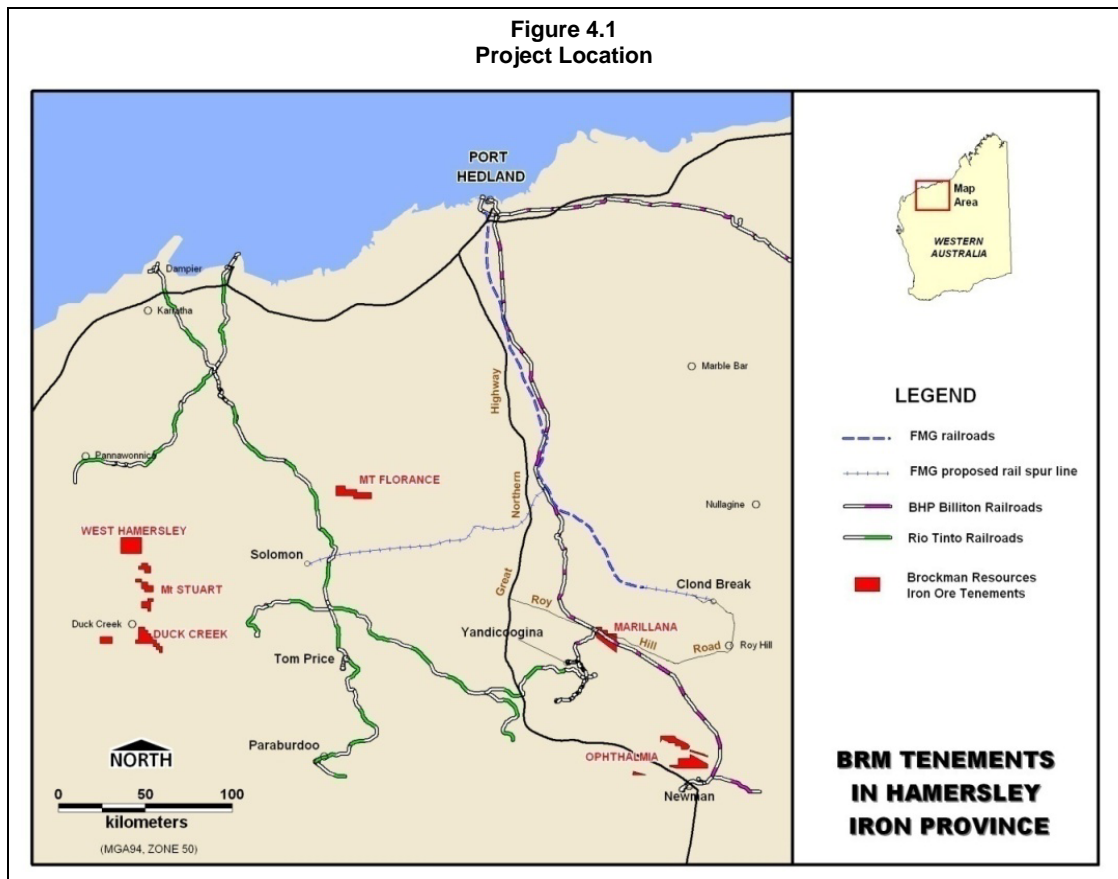 Figure 4.1
Project Location
PORT
HEDLAND
Dampier
Karratha
Marble Bar
Highway
Pannawonnica
MT FLORANCE
Northern
Nullagine
WEST HAMERSLEY
Solomon
Mt STUART
Great
Clond Break
Roy
Duck Creek
DUCK CREEK
Yandicoogina
MARILLANA
Hill
Road
Roy Hill
Tom Price
Paraburdoo
OPHTHALMIA
Newman
NORTH
0 50 100
kilometers
(MGA94, ZONE 50)
Map
Area
WESTERN
AUSTRALIA
LEGEND
FMG railroads
FMG proposed rail spur line
BHP Billiton Railroads
Rio Tinto Railroads
Brockman Resources
Iron Ore Tenements
BRM TENEMENTS
IN HAMERSLEY
IRON PROVINCE